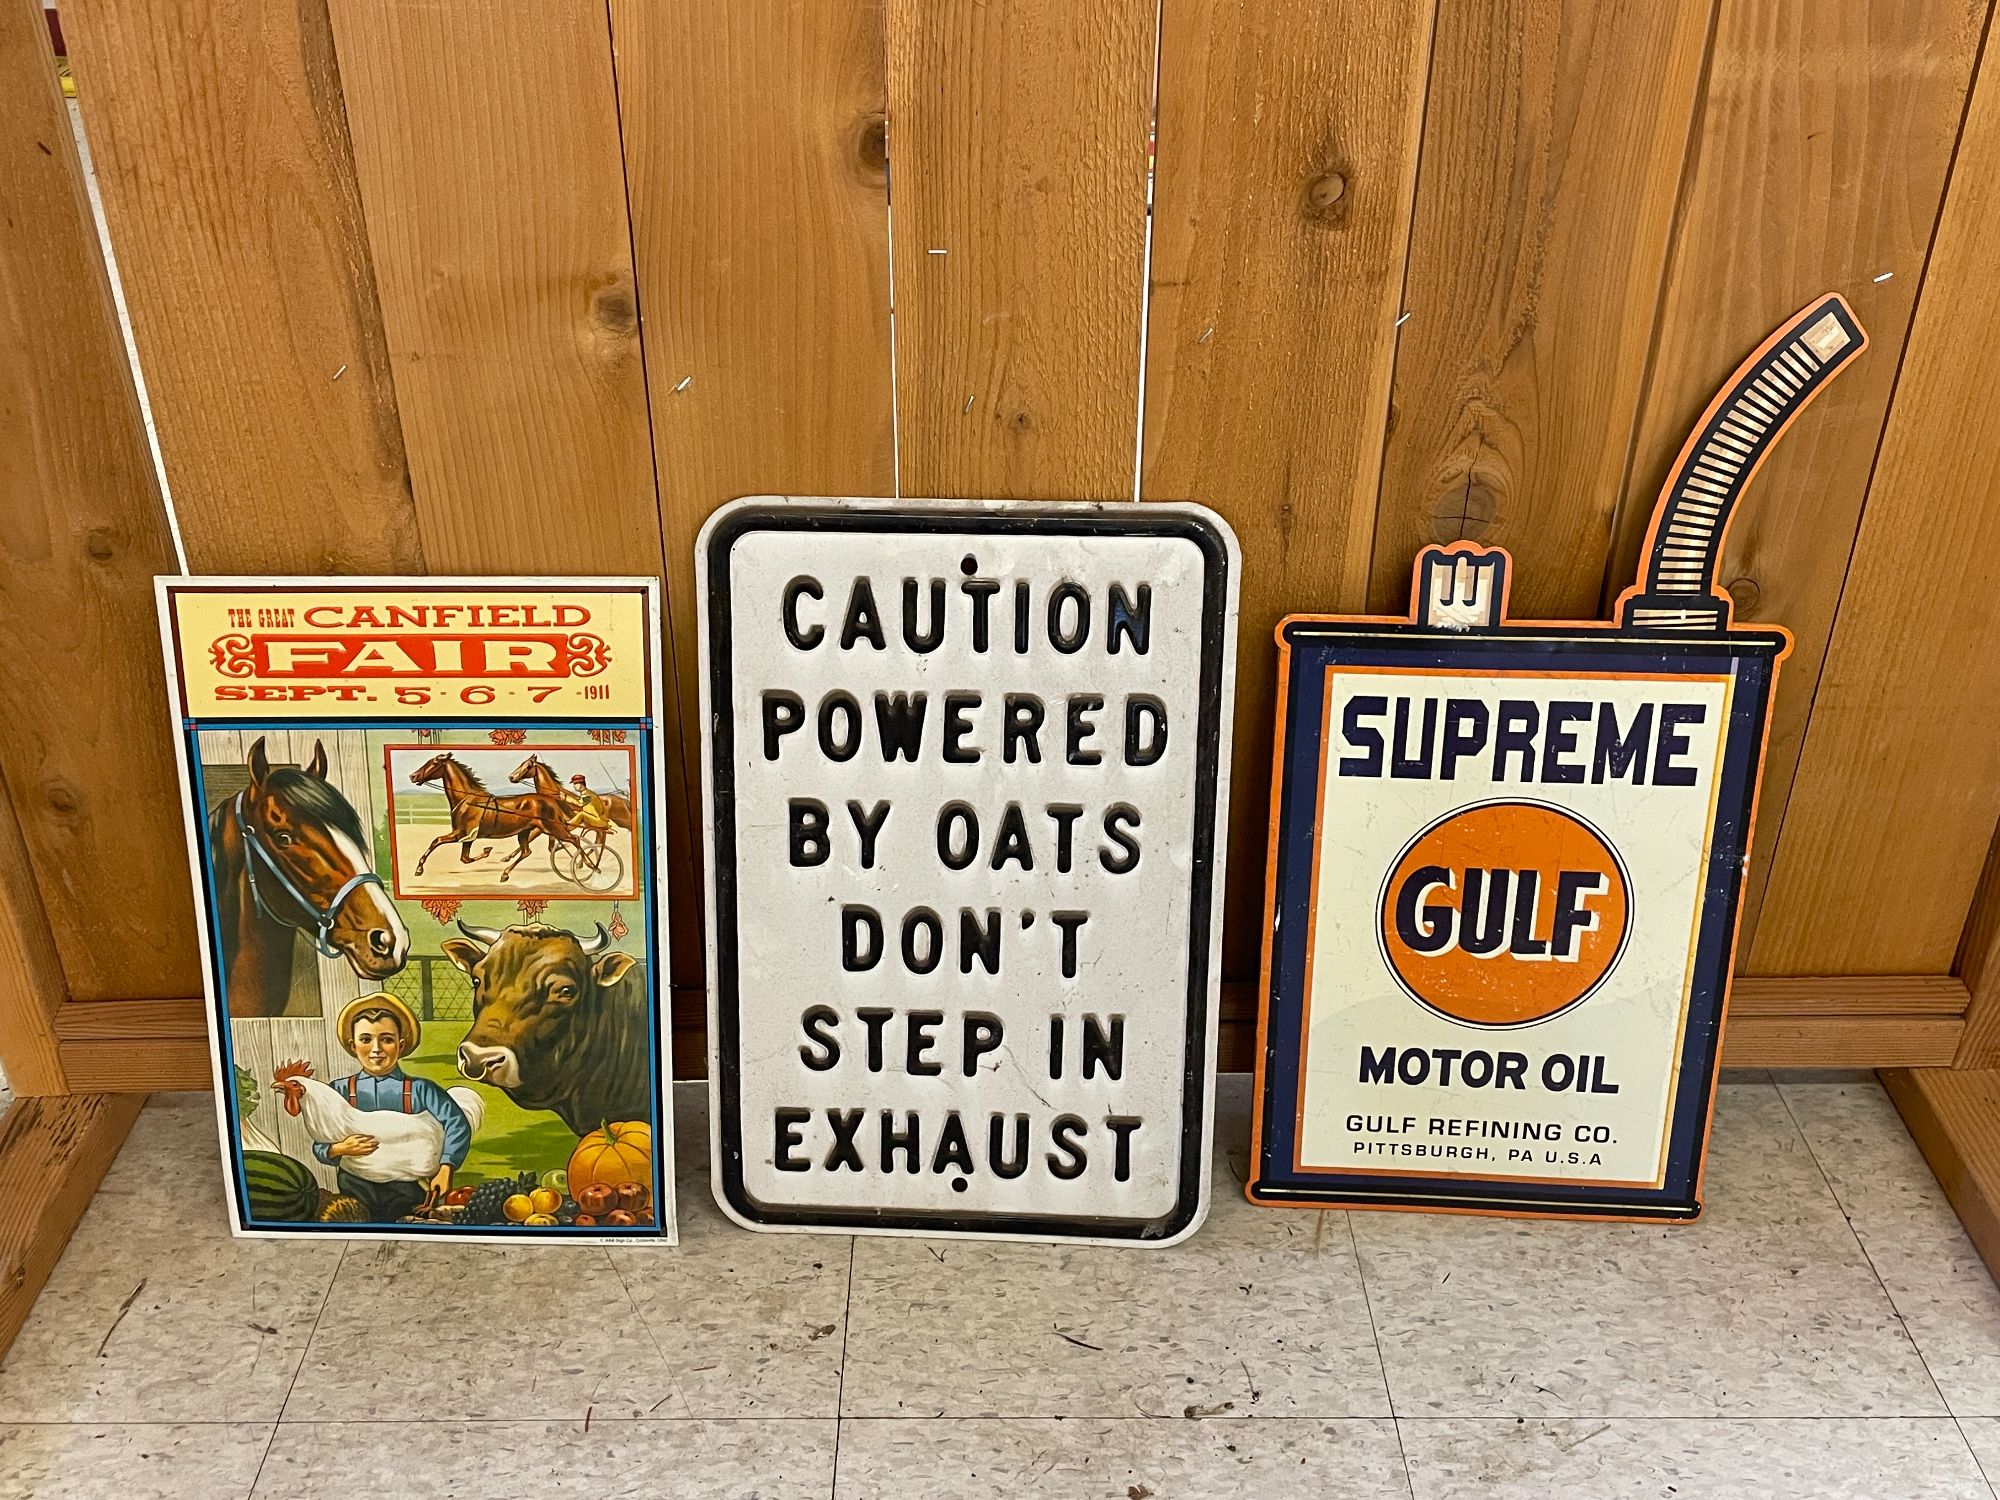 THE GREAT CANFIELD
FAIR
SEPT. 5-6-7-1911
CAUTION
POWERED
BY OATS
DON'T
STEP IN
EXHAUST
SUPREME
GULF
MOTOR OIL
GULF REFINING CO.
PITTSBURGH, PA U.S.A